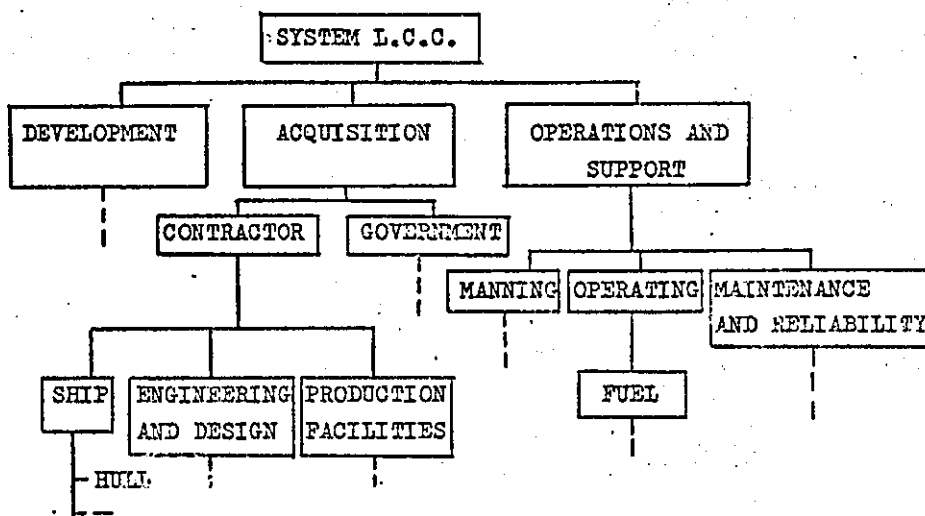 SYSTEM L.C.C.
DEVELOPMENT
ACQUISITION
OPERATIONS AND
SUPPORT
CONTRACTOR
GOVERNMENT
MANNING
OPERATING
MAINTENANCE
AND RELIABILITY
SHIP
ENGINEERING
AND DESIGN
PRODUCTION
FACILITIES
FUEL
HULL